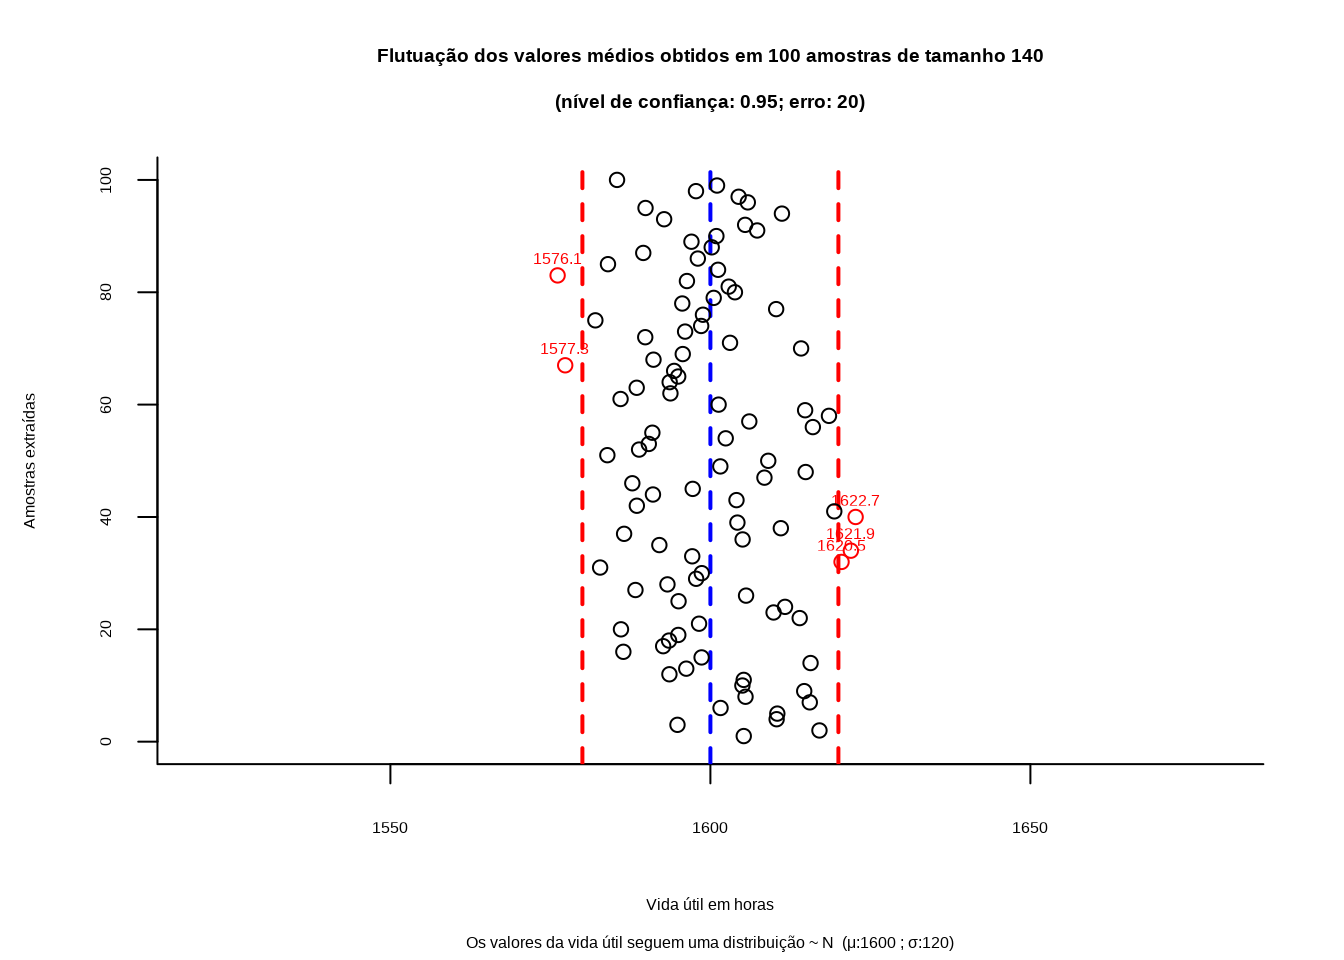 Flutuação dos valores médios obtidos em 100 amostras de tamanho 140
(nível de confiança: 0.95; erro: 20)
Amostras extraídas
100
80
60
40
20
0
1576.1
1577.3
1622.7
1621.9
1620.5
1550
1600
1650
Vida útil em horas
Os valores da vida útil seguem uma distribuição ~ N (μ:1600 ; σ:120)